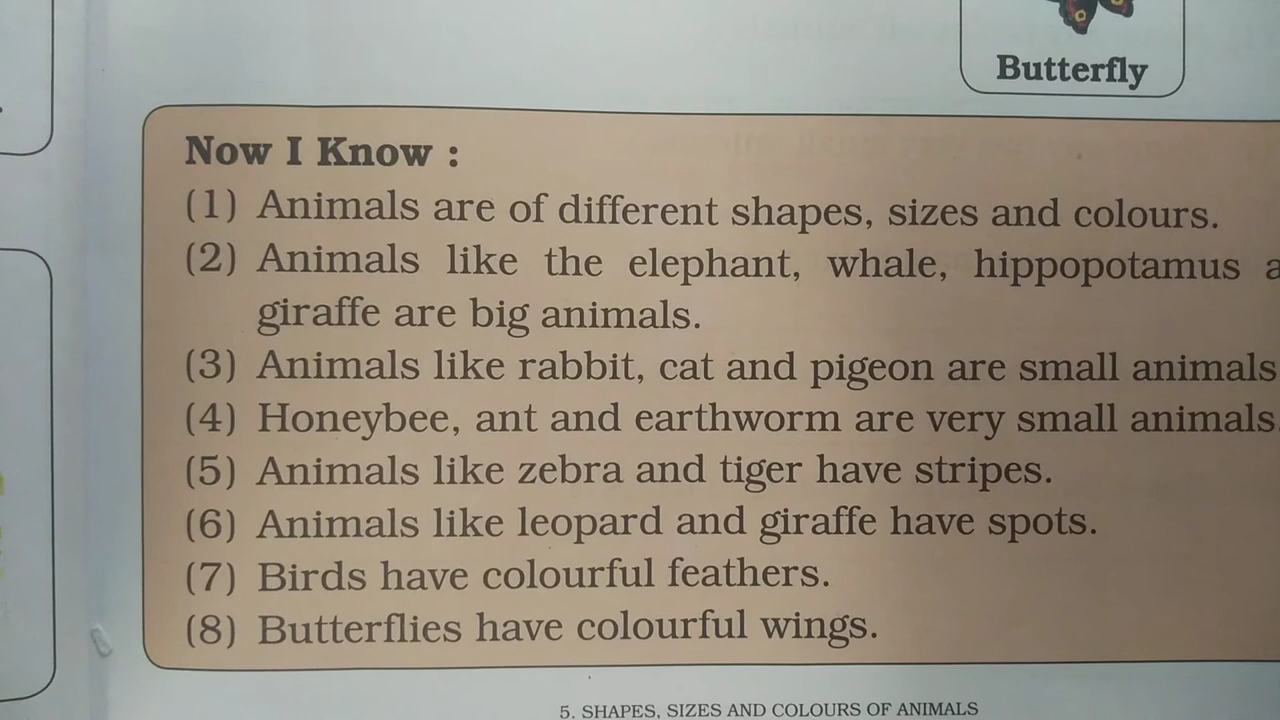 Butterfly
Now I Know :
(1) Animals are of different shapes, sizes and colours.
(2) Animals like the elephant, whale, hippopotamus a
giraffe are big animals.
(3) Animals like rabbit, cat and pigeon are small animals
(4) Honeybee, ant and earthworm are very small animals.
(5) Animals like zebra and tiger have stripes.
(6) Animals like leopard and giraffe have spots.
(7) Birds have colourful feathers.
(8) Butterflies have colourful wings.
5. SHAPES, SIZES AND COLOURS OF ANIMALS